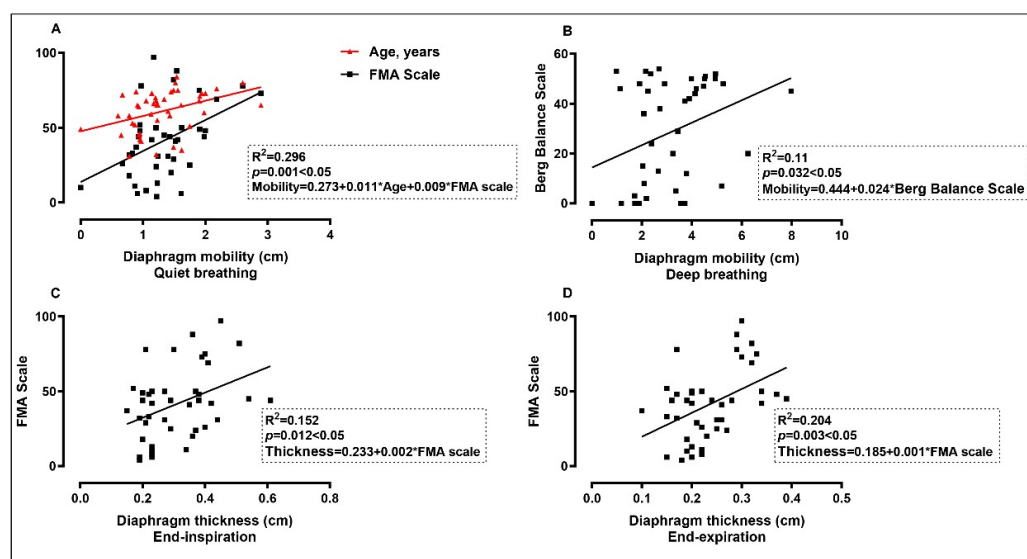 A
Age, years
FMA Scale
100
50
0
R²=0.296
p=0.001<0.05
Mobility=0.273+0.011*Age+0.009*FMA scale
0 1 2 3 4
Diaphragm mobility (cm)
Quiet breathing
B
Berg Balance Scale
60
40
20
0
R²=0.11
p=0.032<0.05
Mobility=0.444+0.024*Berg Balance Scale
0 2 4 6 8 10
Diaphragm mobility (cm)
Deep breathing
C
FMA Scale
100
50
0
R²=0.152
p=0.012<0.05
Thickness=0.233+0.002*FMA scale
0.0 0.2 0.4 0.6 0.8
Diaphragm thickness (cm)
End-inspiration
D
FMA Scale
100
50
0
R²=0.204
p=0.003<0.05
Thickness=0.185+0.001*FMA scale
0.0 0.1 0.2 0.3 0.4 0.5
Diaphragm thickness (cm)
End-expiration